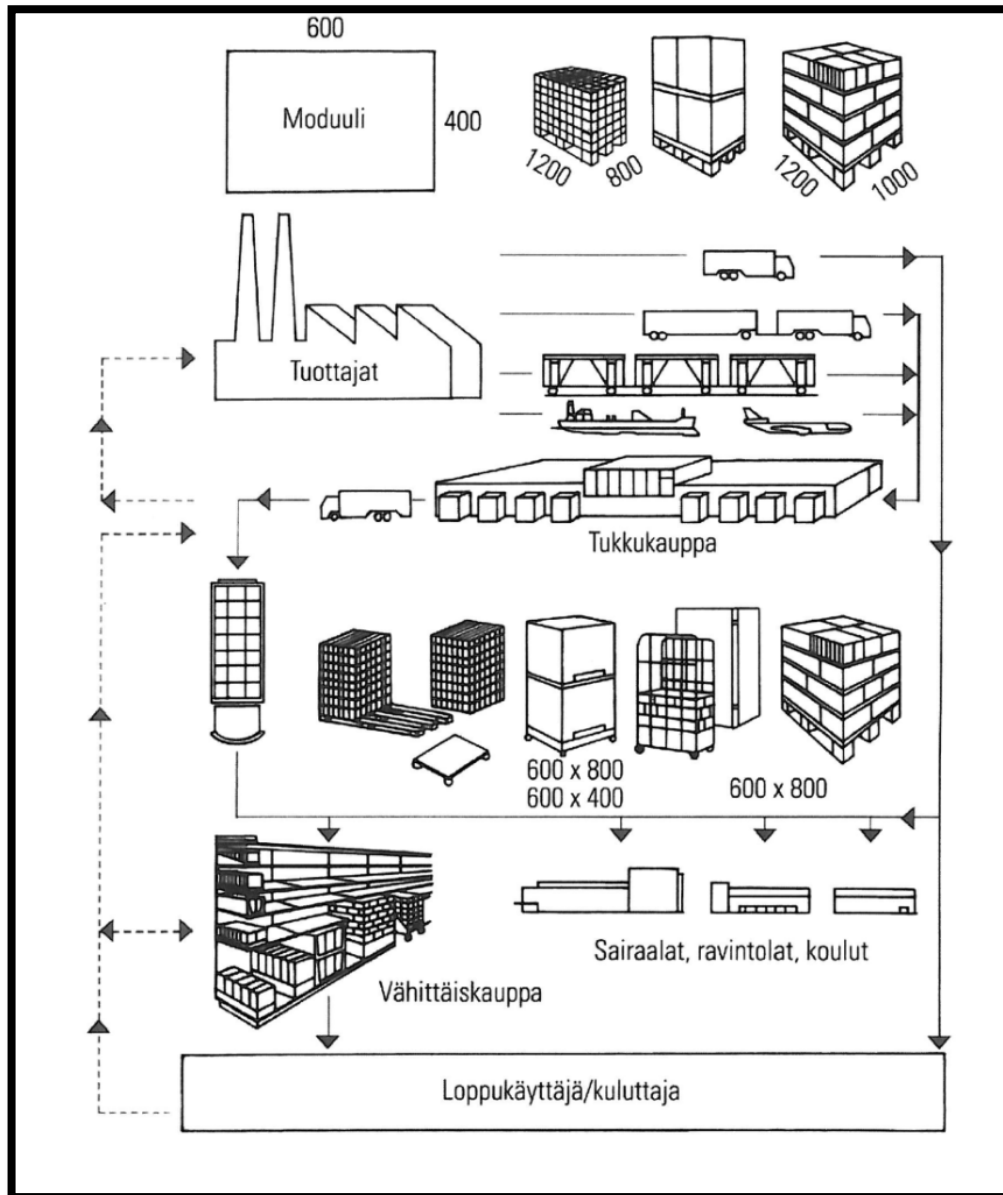 600
Moduuli
400
1200
800
1200
1000
Tuottajat
Tukkukauppa
600 x 800
600 x 400
600 x 800
Sairaalat, ravintolat, koulut
Vähittäiskauppa
Loppukäyttäjä/kuluttaja